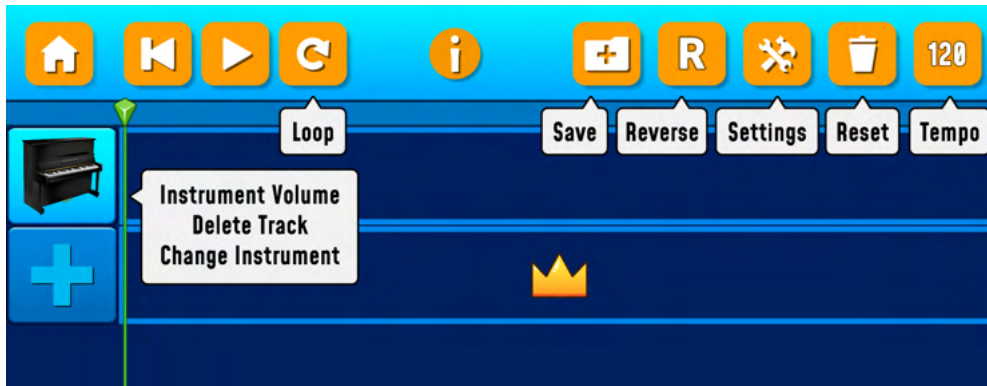 i
R
120
Loop
Save
Reverse
Settings
Reset
Tempo
Instrument Volume
Delete Track
Change Instrument